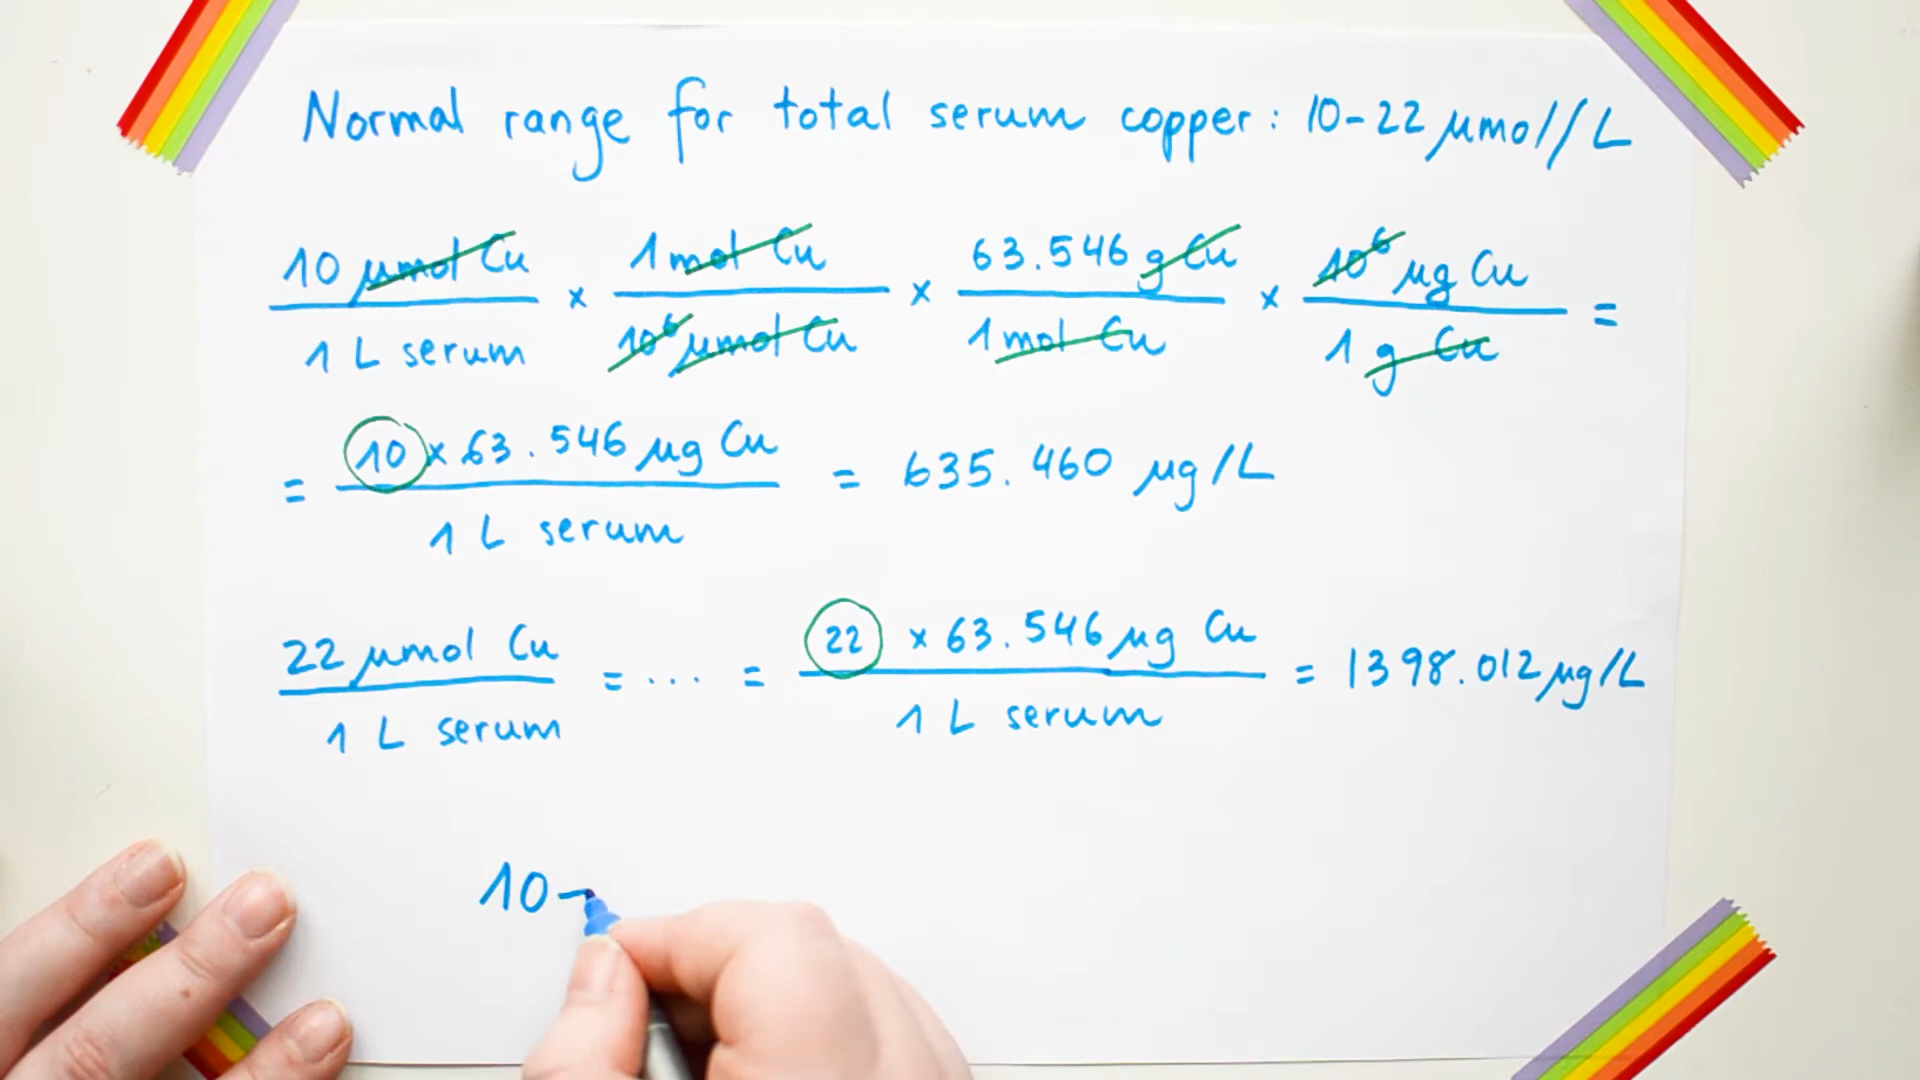 Normal range for total serum copper: 10-22 µmol//L
10 µmol Cu × 1 mol Cu × 63.546 g Cu × 10⁶ µg Cu =
1 L serum 10⁶ µmol Cu 1 mol Cu 1 g Cu
= 10 × 63.546 µg Cu = 635.460 µg/L
1 L serum
22 µmol Cu = ... = 22 × 63.546 µg Cu = 1398.012 µg/L
1 L serum 1 L serum
10-